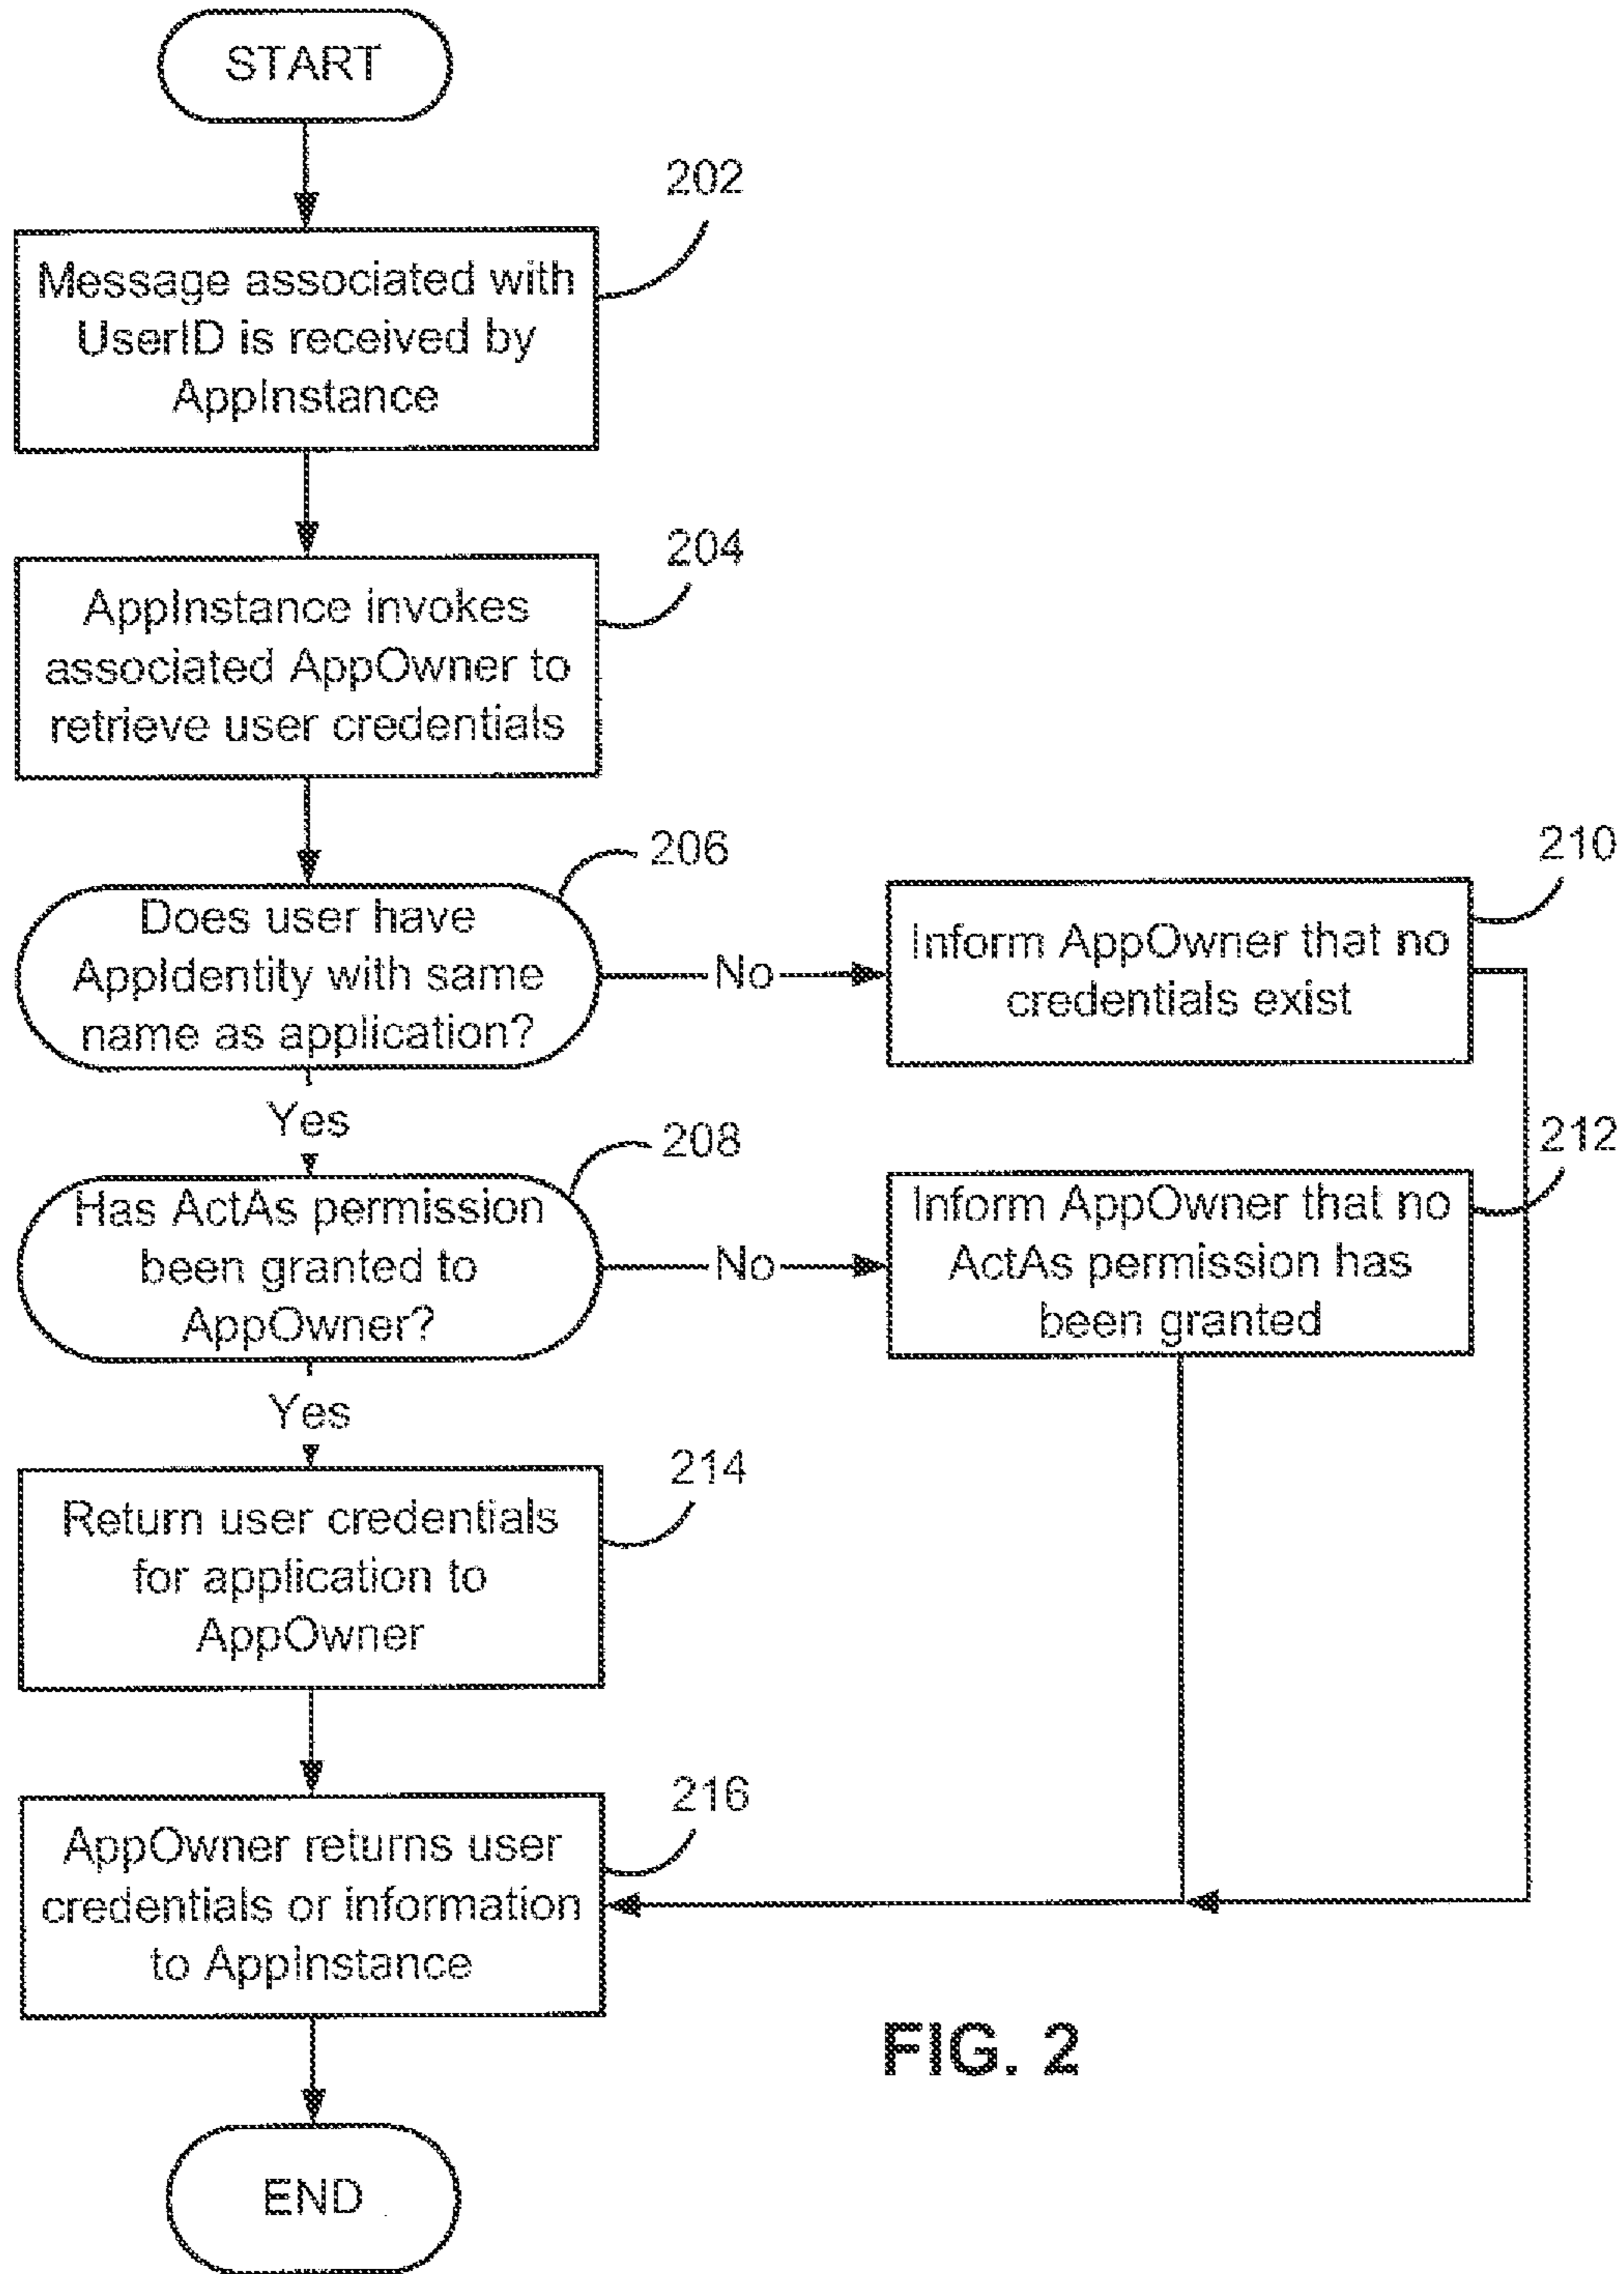 START
202
Message associated with
UserID is received by
AppInstance
204
AppInstance invokes
associated AppOwner to
retrieve user credentials
206
Does user have
AppIdentity with same
name as application?
No
210
Inform AppOwner that no
credentials exist
Yes
208
Has ActAs permission
been granted to
AppOwner?
No
212
Inform AppOwner that no
ActAs permission has
been granted
Yes
214
Return user credentials
for application to
AppOwner
216
AppOwner returns user
credentials or information
to AppInstance
FIG. 2
END